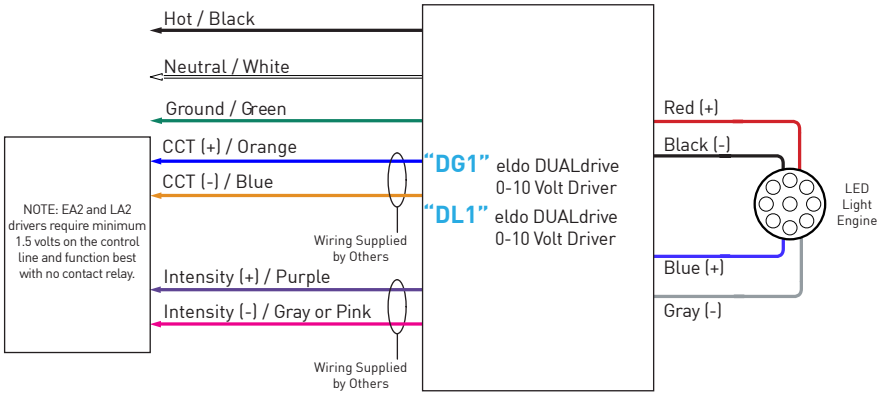 Hot / Black
Neutral / White
Ground / Green
CCT (+) / Orange
CCT (-) / Blue
Wiring Supplied
by Others
Intensity (+) / Purple
Intensity (-) / Gray or Pink
Wiring Supplied
by Others
NOTE: EA2 and LA2
drivers require minimum
1.5 volts on the control
line and function best
with no contact relay.
“DG1” eldo DUALdrive
0-10 Volt Driver
“DL1” eldo DUALdrive
0-10 Volt Driver
Red (+)
Black (-)
Blue (+)
Gray (-)
LED
Light
Engine